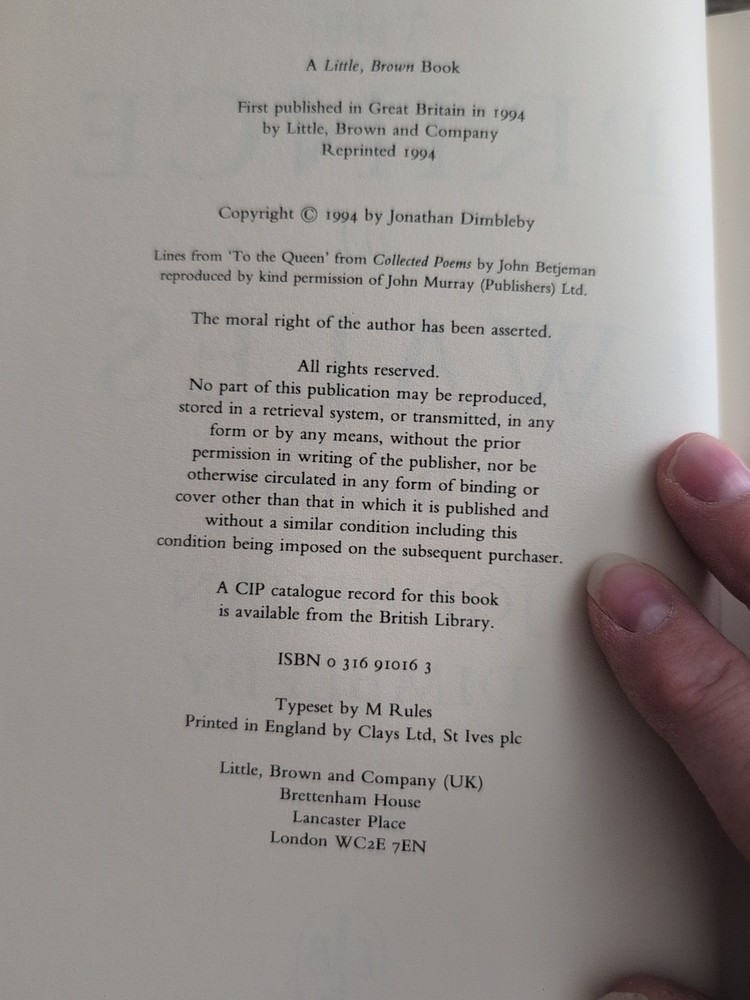 A Little, Brown Book
First published in Great Britain in 1994
by Little, Brown and Company
Reprinted 1994
Copyright © 1994 by Jonathan Dimbleby
Lines from 'To the Queen' from Collected Poems by John Betjeman
reproduced by kind permission of John Murray (Publishers) Ltd.
The moral right of the author has been asserted.
All rights reserved.
No part of this publication may be reproduced,
stored in a retrieval system, or transmitted, in any
form or by any means, without the prior
permission in writing of the publisher, nor be
otherwise circulated in any form of binding or
cover other than that in which it is published and
without a similar condition including this
condition being imposed on the subsequent purchaser.
A CIP catalogue record for this book
is available from the British Library.
ISBN 0 316 91016 3
Typeset by M Rules
Printed in England by Clays Ltd, St Ives plc
Little, Brown and Company (UK)
Brettenham House
Lancaster Place
London WC2E 7EN